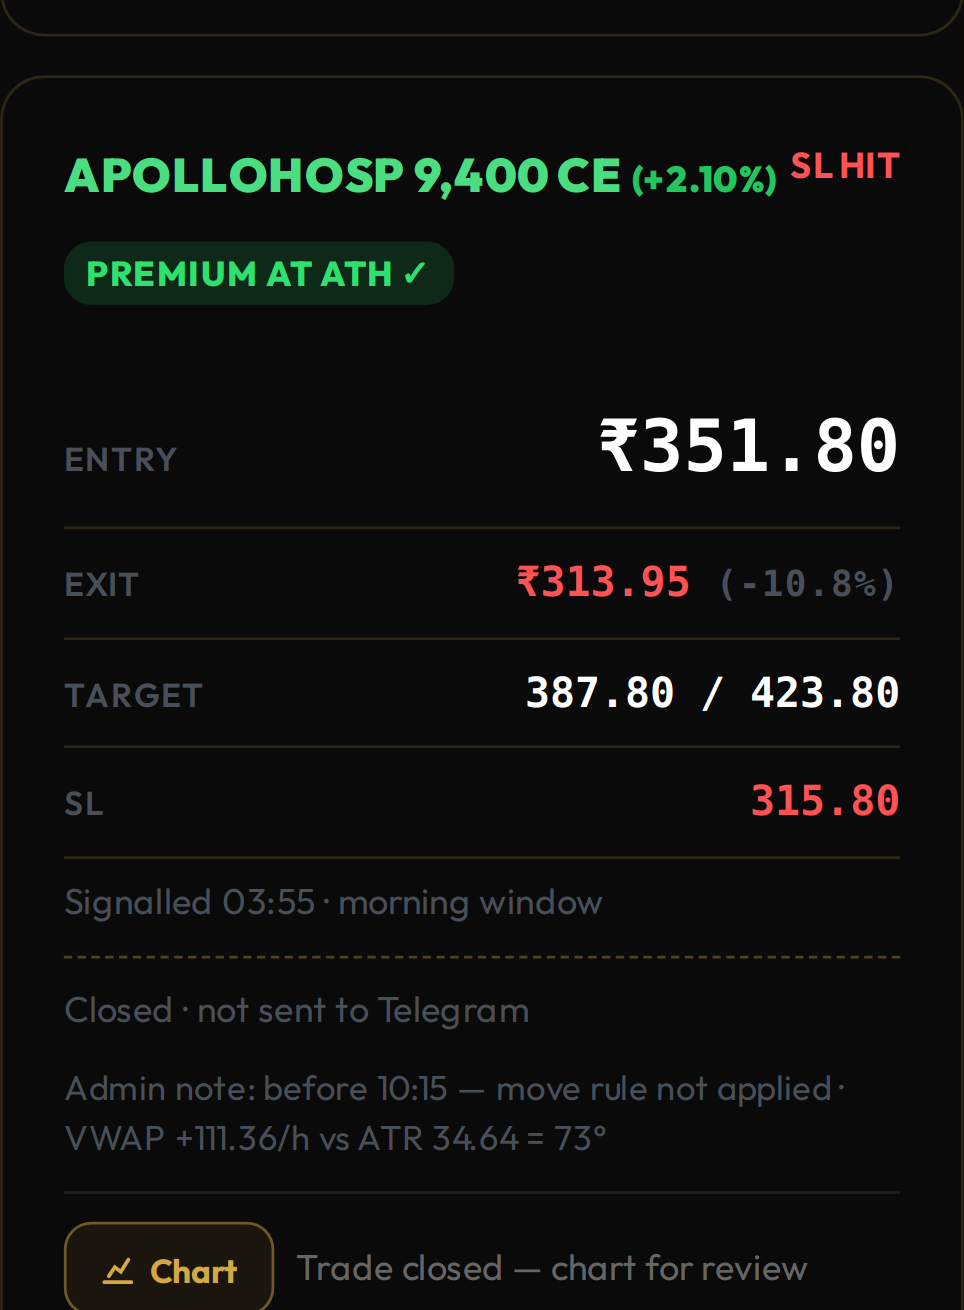 APOLLOHOSP 9,400 CE (+2.10%) SL HIT
PREMIUM AT ATH ✓
ENTRY ₹351.80
EXIT ₹313.95 (-10.8%)
TARGET 387.80 / 423.80
SL 315.80
Signalled 03:55 · morning window
Closed · not sent to Telegram
Admin note: before 10:15 — move rule not applied ·
VWAP +111.36/h vs ATR 34.64 = 73°
Chart Trade closed — chart for review